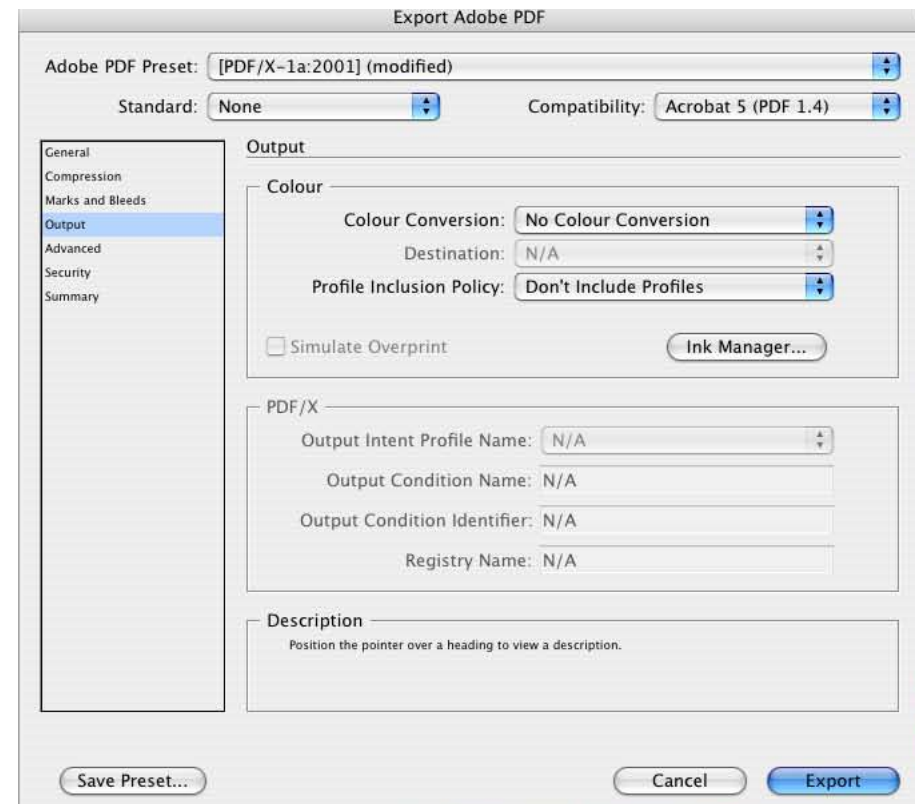 Export Adobe PDF
Adobe PDF Preset: [PDF/X-1a:2001] (modified)
Standard: None Compatibility: Acrobat 5 (PDF 1.4)
General
Compression
Marks and Bleeds
Output
Advanced
Security
Summary
Output
Colour
Colour Conversion: No Colour Conversion
Destination: N/A
Profile Inclusion Policy: Don't Include Profiles
Simulate Overprint Ink Manager...
PDF/X
Output Intent Profile Name: N/A
Output Condition Name: N/A
Output Condition Identifier: N/A
Registry Name: N/A
Description
Position the pointer over a heading to view a description.
Save Preset... Cancel Export